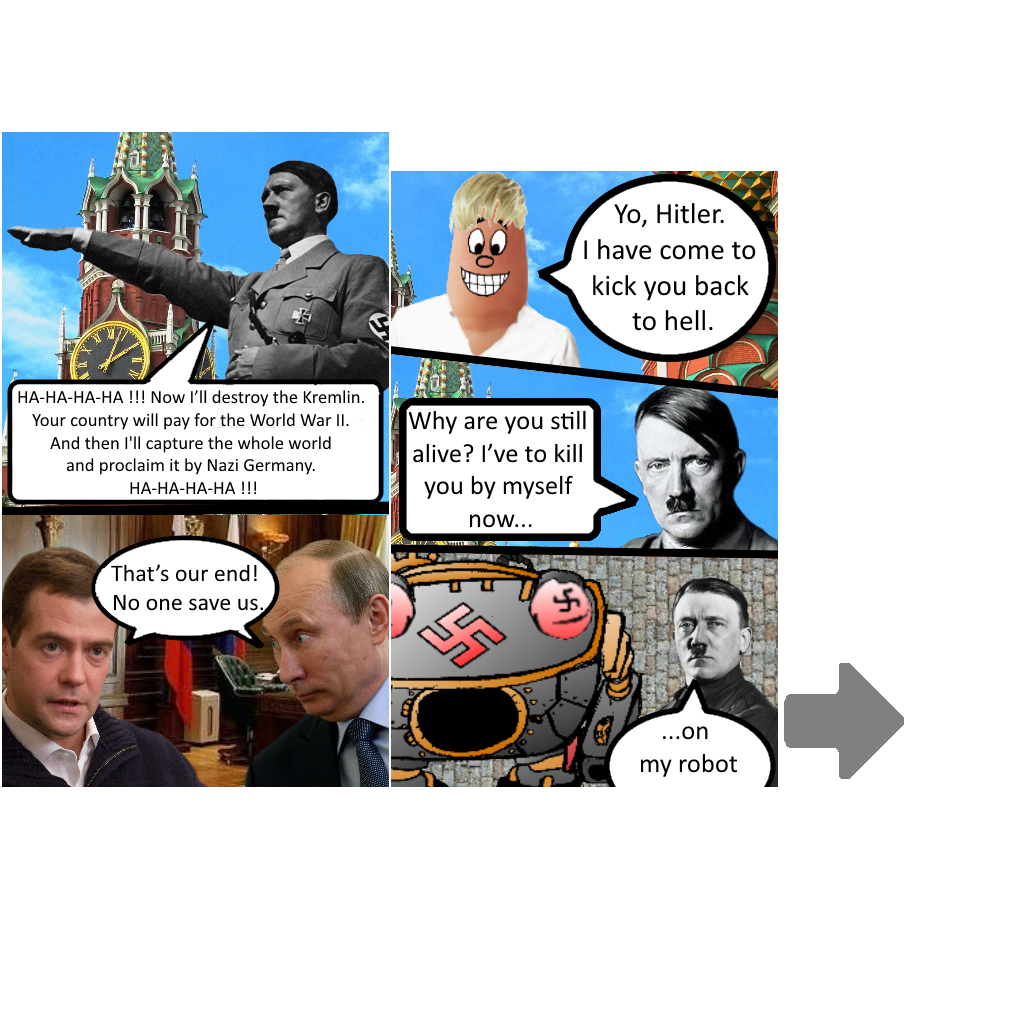 HA-HA-HA-HA !!! Now I'll destroy the Kremlin.
Your country will pay for the World War II.
And then I'll capture the whole world
and proclaim it by Nazi Germany.
HA-HA-HA-HA !!!
That's our end!
No one save us.
Yo, Hitler.
I have come to
kick you back
to hell.
Why are you still
alive? I've to kill
you by myself
now...
...on
my robot